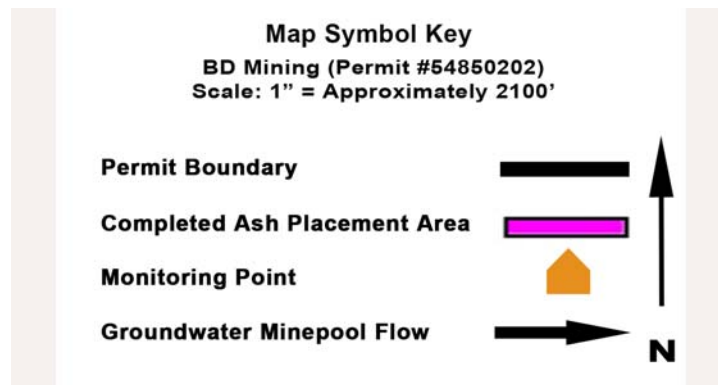 Map Symbol Key
BD Mining (Permit #54850202)
Scale: 1” = Approximately 2100’
Permit Boundary
Completed Ash Placement Area
Monitoring Point
Groundwater Minepool Flow
N